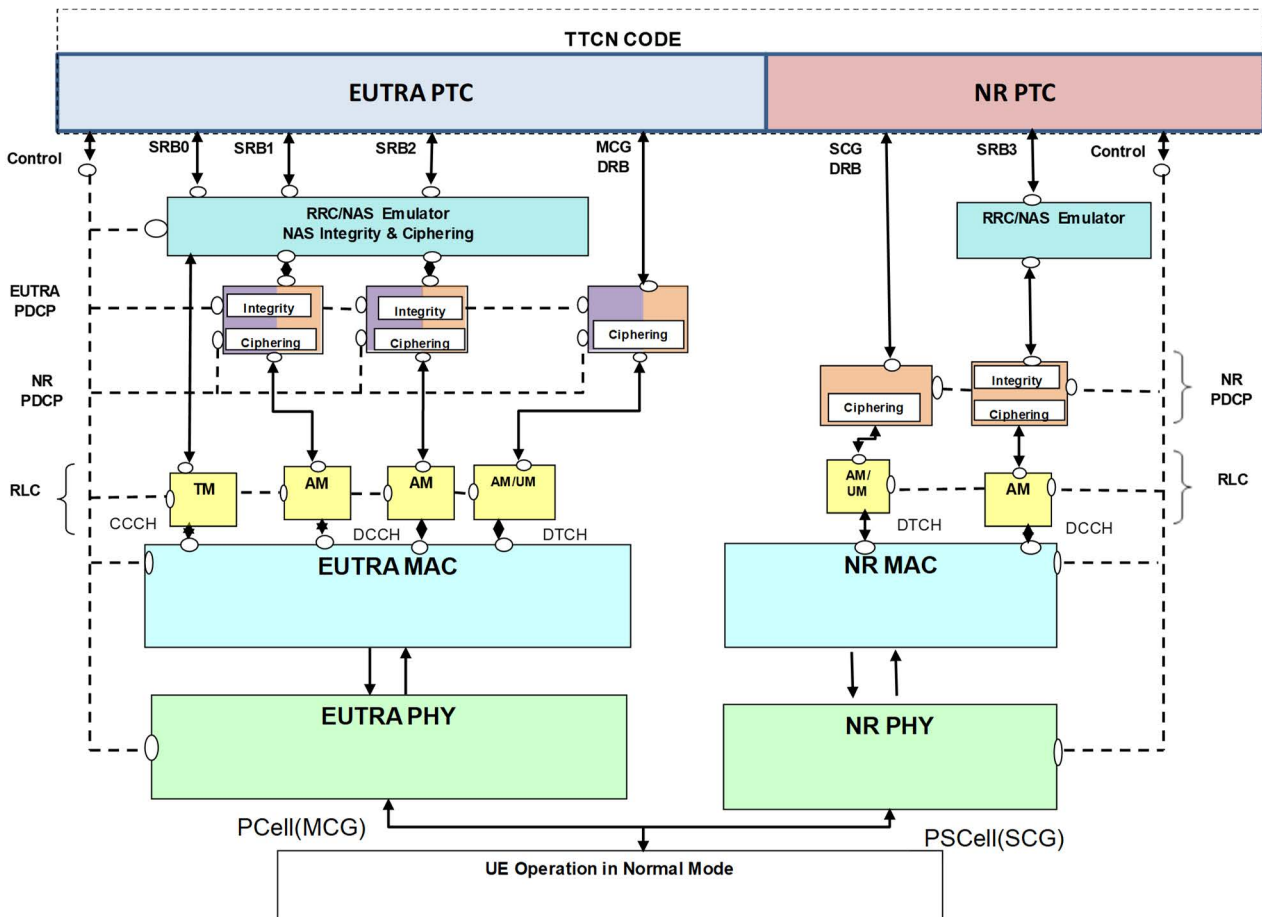 TTCN CODE
EUTRA PTC
NR PTC
Control
SRB0
SRB1
SRB2
MCG
DRB
SCG
DRB
SRB3
Control
RRC/NAS Emulator
NAS Integrity & Ciphering
RRC/NAS Emulator
EUTRA
PDCP
Integrity
Ciphering
Integrity
Ciphering
Ciphering
NR
PDCP
Ciphering
Integrity
Ciphering
NR
PDCP
RLC
TM
AM
AM
AM/UM
AM/
UM
AM
RLC
CCCH
DCCH
DTCH
DTCH
DCCH
EUTRA MAC
NR MAC
EUTRA PHY
NR PHY
PCell(MCG)
PSCell(SCG)
UE Operation in Normal Mode